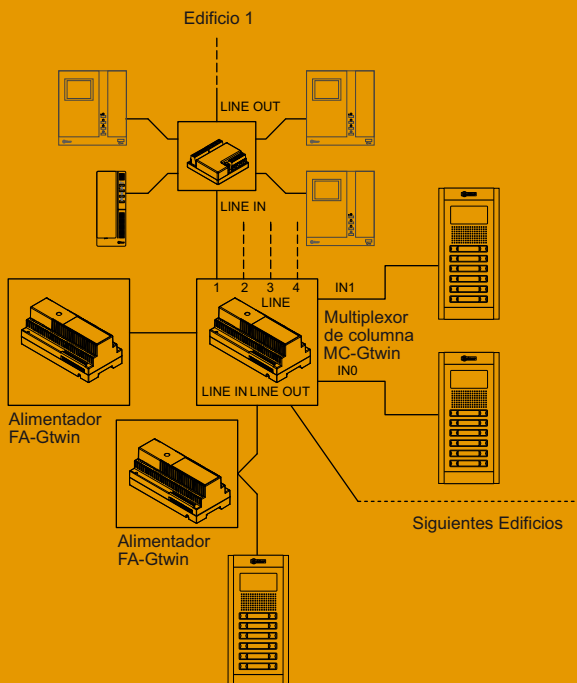 Edificio 1
LINE OUT
LINE IN
1 2 3 4
LINE
IN1
Multiplexor
de columna
MC-Gtwin
IN0
LINE IN LINE OUT
Alimentador
FA-Gtwin
Siguientes Edificios
Alimentador
FA-Gtwin